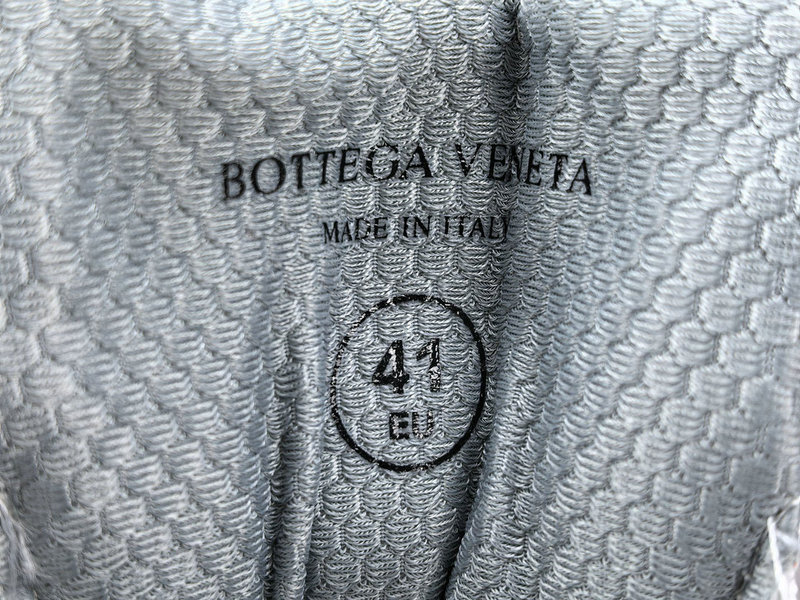 BOTTEGA VENETA
MADE IN ITALY
41
EU